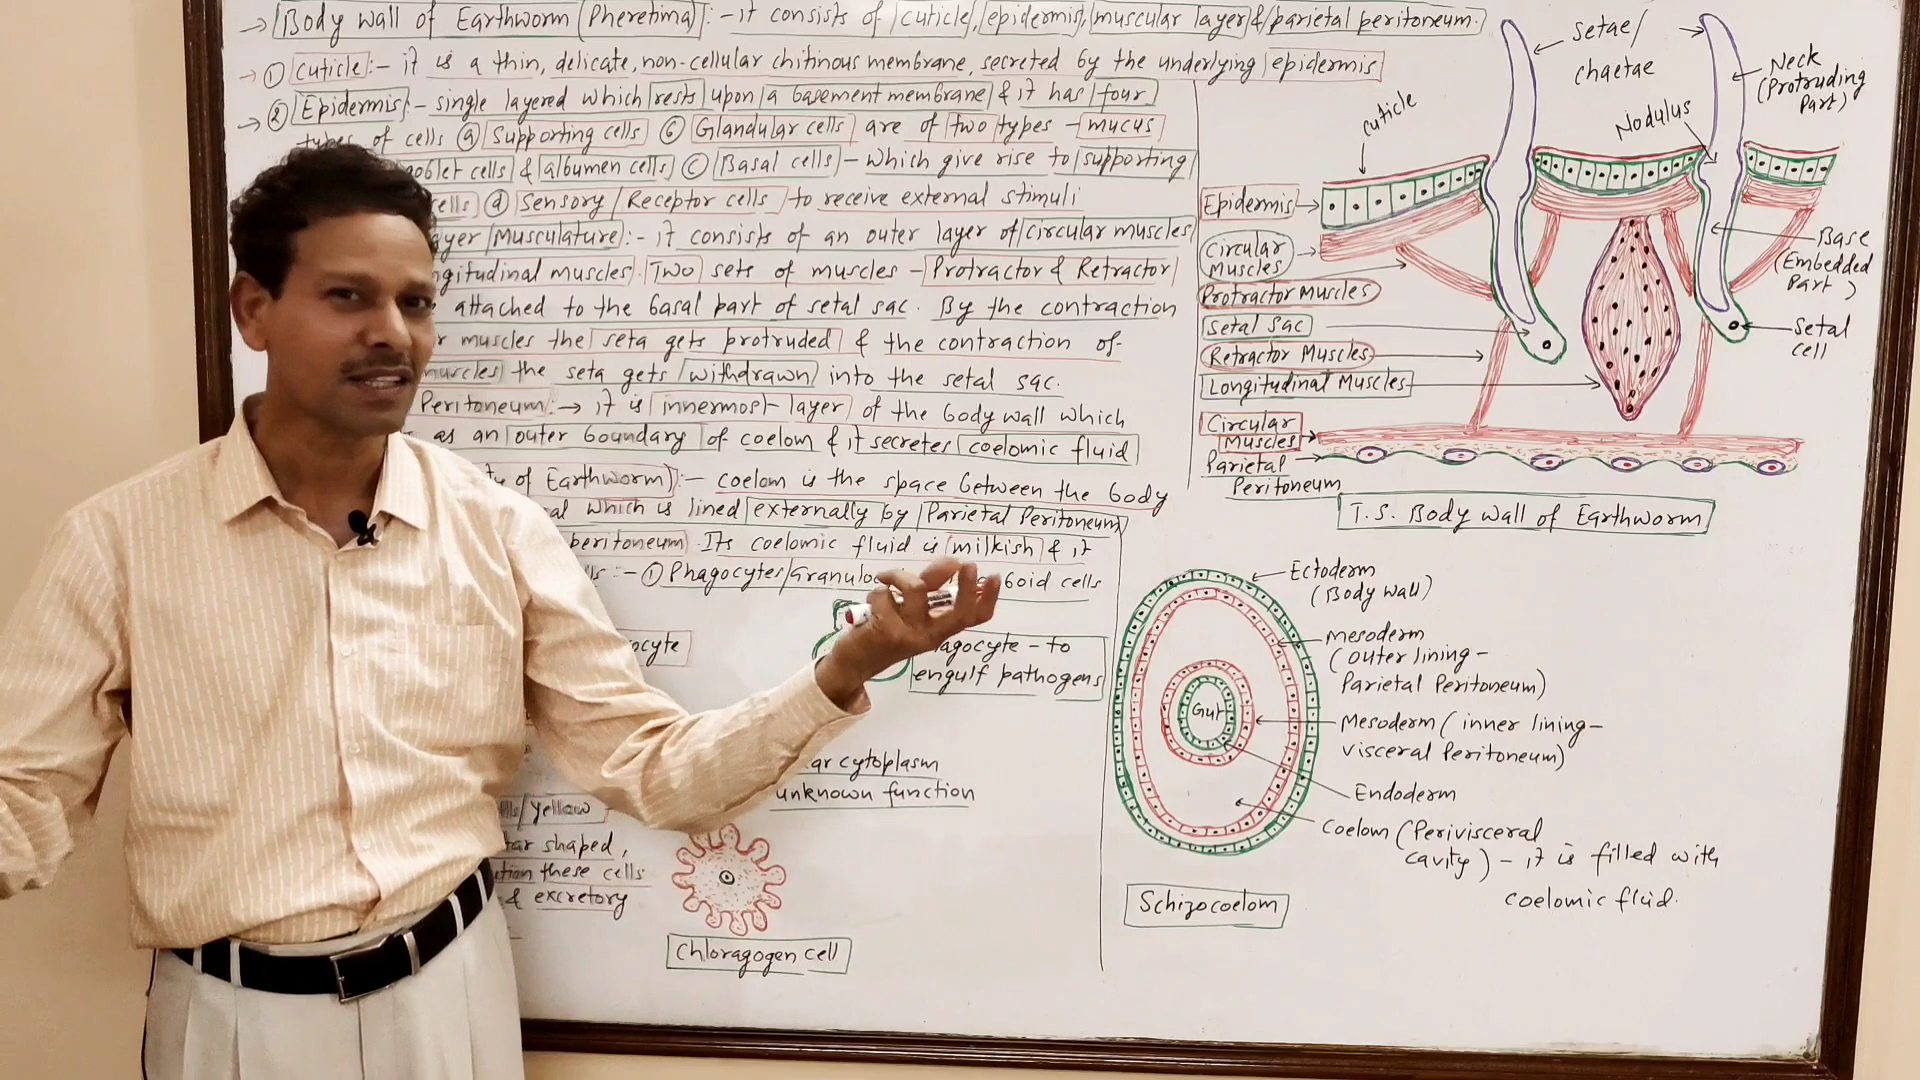 → Body wall of Earthworm (Pheretima) :- it consists of cuticle, epidermis, muscular layer & parietal peritoneum.
→ ① Cuticle :- it is a thin, delicate, non-cellular chitinous membrane, secreted by the underlying epidermis
→ ② Epidermis :- single layered which rests upon a basement membrane & it has four
types of cells ⓐ Supporting cells ⓑ Glandular cells are of two types - mucus
goblet cells & albumen cells ⓒ Basal cells - which give rise to supporting
cells ⓓ Sensory/Receptor cells to receive external stimuli
layer/Musculature :- it consists of an outer layer of circular muscles
longitudinal muscles. Two sets of muscles - Protractor & Retractor
attached to the basal part of setal sac. By the contraction
muscles the seta gets protruded & the contraction of
muscles the seta gets withdrawn into the setal sac.
Peritoneum :→ it is innermost layer of the body wall which
as an outer boundary of coelom & it secretes coelomic fluid
of Earthworm) :- coelom is the space between the body
which is lined externally by Parietal Peritoneum
peritoneum. Its coelomic fluid is milkish & it
:- ① Phagocytes/
cells
phagocyte - to
engulf pathogens
cytoplasm
unknown function
yellow
star shaped,
these cells
& excretory
Chloragogen cell
Setae/
chaetae
Neck
(Protruding
Part)
Nodulus
cuticle
Epidermis
Circular
Muscles
Protractor Muscles
Setal Sac
Retractor Muscles
Longitudinal Muscles
Circular
Muscles
Parietal
Peritoneum
Base
(Embedded
Part)
Setal
cell
T.S. Body wall of Earthworm
Ectoderm
(Body wall)
Mesoderm
(outer lining-
Parietal Peritoneum)
Gut
Mesoderm (inner lining-
visceral Peritoneum)
Endoderm
Coelom (Perivisceral
cavity) - it is filled with
coelomic fluid.
Schizocoelom